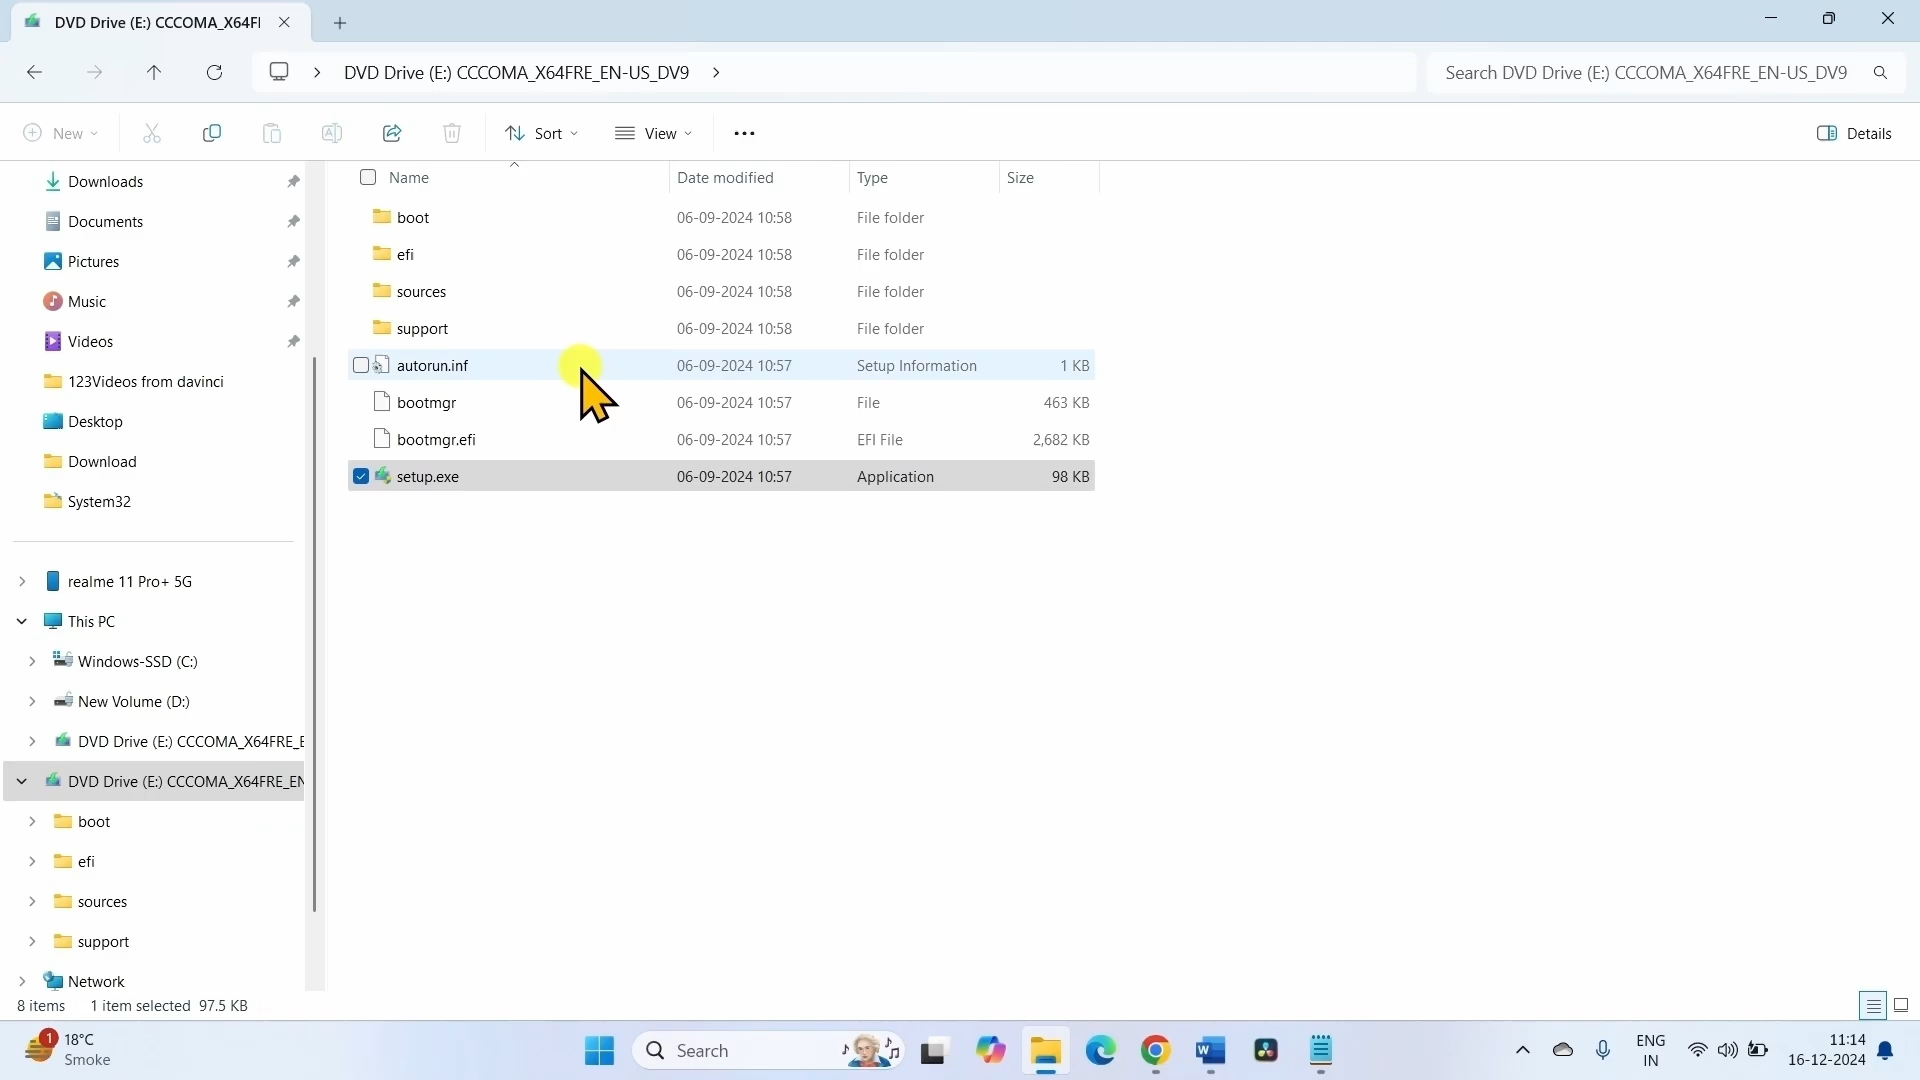 DVD Drive (E:) CCCOMA_X64FI
DVD Drive (E:) CCCOMA_X64FRE_EN-US_DV9
Search DVD Drive (E:) CCCOMA_X64FRE_EN-US_DV9
New
Sort
View
Details
Name Date modified Type Size
boot 06-09-2024 10:58 File folder
efi 06-09-2024 10:58 File folder
sources 06-09-2024 10:58 File folder
support 06-09-2024 10:58 File folder
autorun.inf 06-09-2024 10:57 Setup Information 1 KB
bootmgr 06-09-2024 10:57 File 463 KB
bootmgr.efi 06-09-2024 10:57 EFI File 2,682 KB
setup.exe 06-09-2024 10:57 Application 98 KB
Downloads
Documents
Pictures
Music
Videos
123Videos from davinci
Desktop
Download
System32
realme 11 Pro+ 5G
This PC
Windows-SSD (C:)
New Volume (D:)
DVD Drive (E:) CCCOMA_X64FRE_E
DVD Drive (E:) CCCOMA_X64FRE_EN
boot
efi
sources
support
Network
8 items 1 item selected 97.5 KB
1
18°C
Smoke
Search
ENG
IN
11:14
16-12-2024